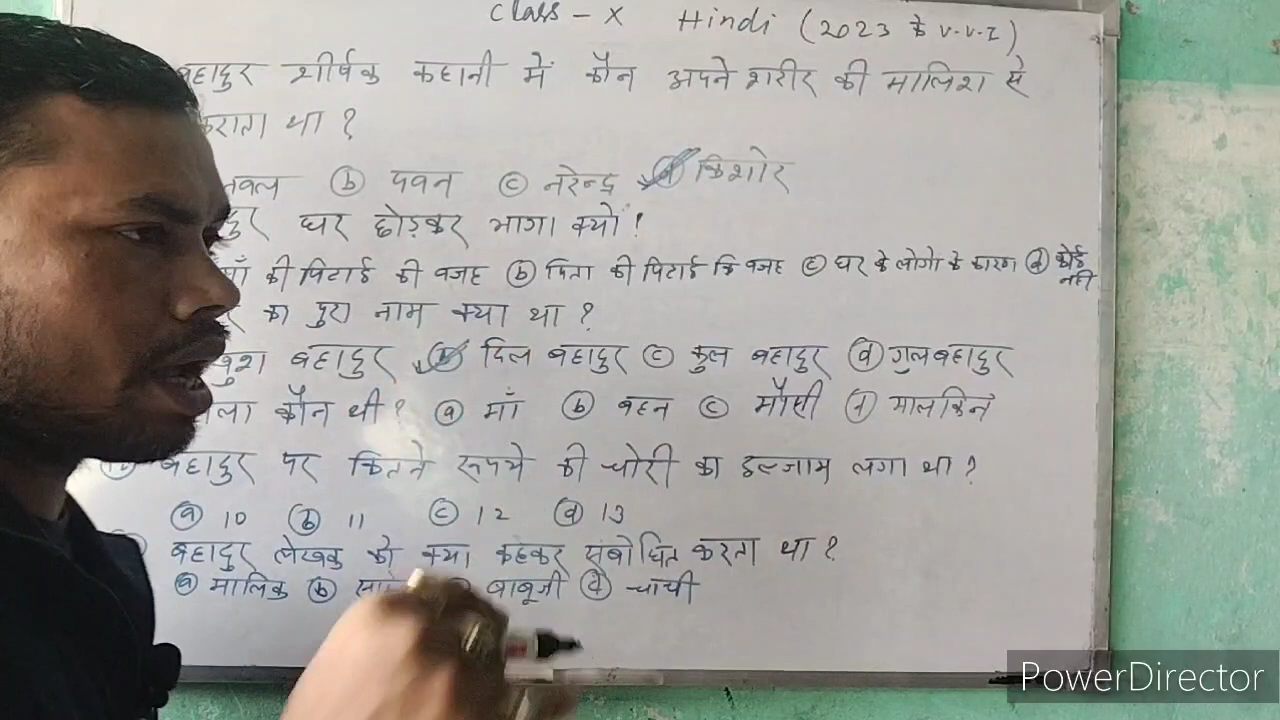 Class - X Hindi (2023 के V.V.I)
बहादुर शीर्षक कहानी में कौन अपने शरीर की मालिश से
कराता था ?
ⓑ पवन ⓒ नरेन्द्र ⓓ किशोर
घर छोड़कर भागा क्यों ?
माँ की पिटाई की वजह ⓑ पिता की पिटाई कि वजह ⓒ घर के लोगो के कारण ⓓ कोई नही
का पुरा नाम क्या था ?
बहादुर ⓑ दिल बहादुर ⓒ कुल बहादुर ⓓ गुलबहादुर
कौन थी ? ⓐ माँ ⓑ बहन ⓒ मौसी ⓓ मालकिन
बहादुर पर कितने रूपये की चोरी का इल्जाम लगा था ?
ⓐ 10 ⓑ 11 ⓒ 12 ⓓ 13
बहादुर लेखक को क्या कहकर संबोधित करता था ?
ⓐ मालिक ⓑ बाबूजी ⓓ चाची
PowerDirector